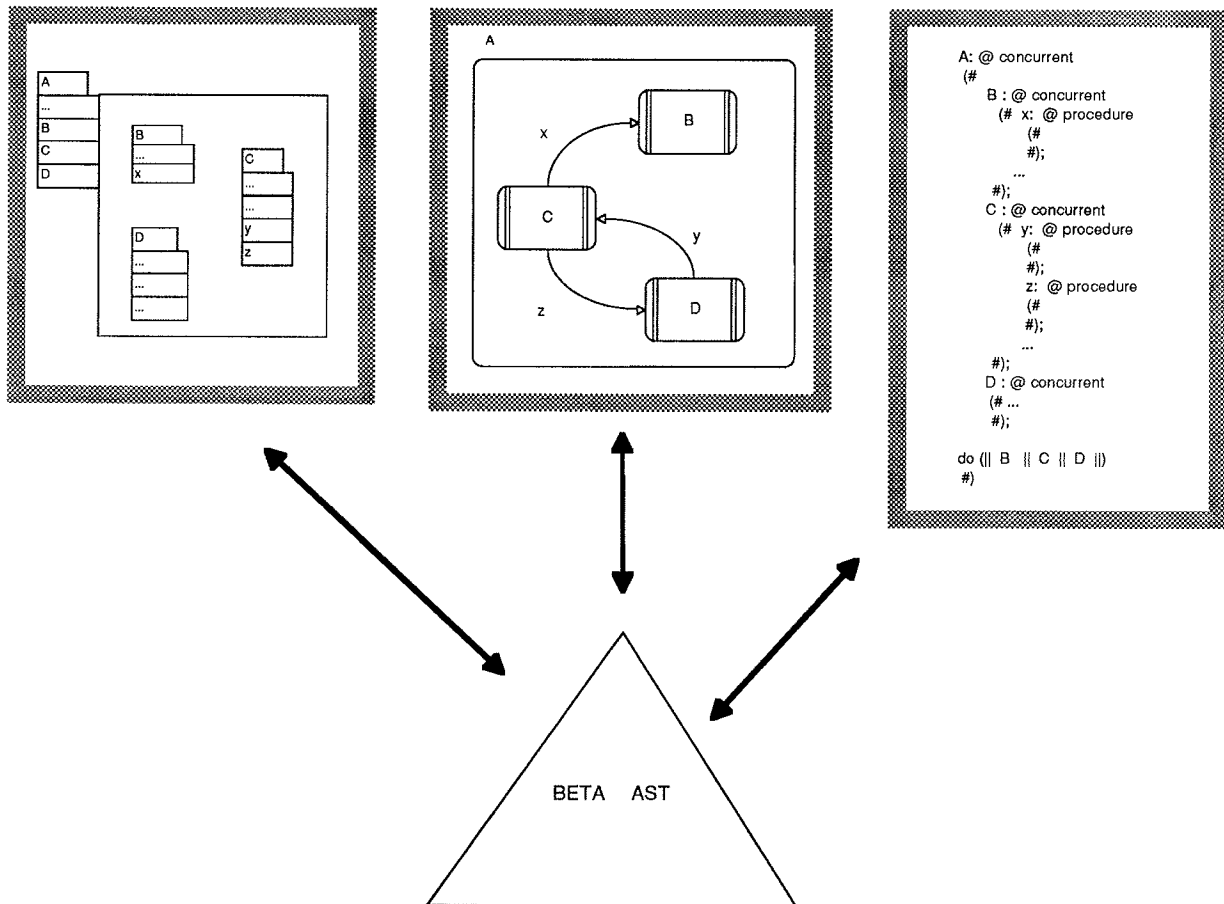 A
...
B
C
D
B
...
x
C
...
...
y
z
D
...
...
...
A
B
x
C
y
D
z
A: @ concurrent
(#
B : @ concurrent
(# x: @ procedure
(#
#);
...
#);
C : @ concurrent
(# y: @ procedure
(#
#);
z: @ procedure
(#
#);
...
#);
D : @ concurrent
(# ...
#);
do (|| B || C || D ||)
#)
BETA AST